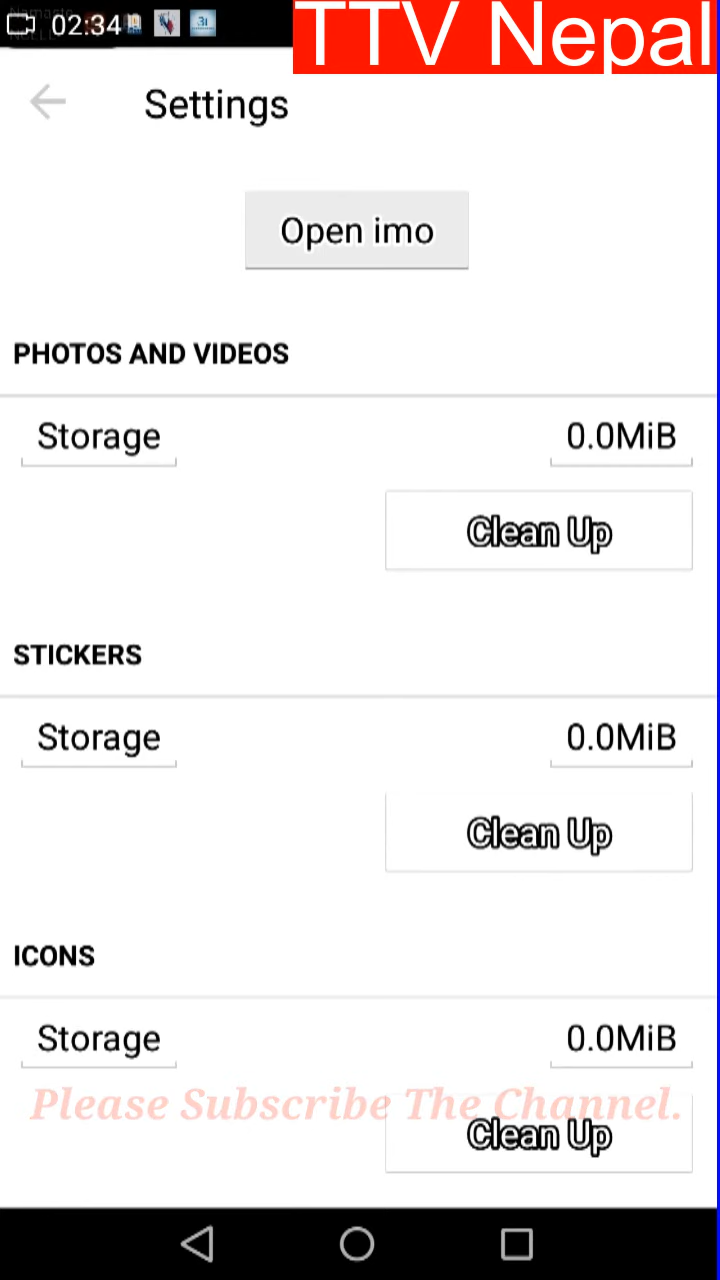 02:34
TTV Nepal
Settings
Open imo
PHOTOS AND VIDEOS
Storage 0.0MiB
Clean Up
STICKERS
Storage 0.0MiB
Clean Up
ICONS
Storage 0.0MiB
Please Subscribe The Channel.
Clean Up